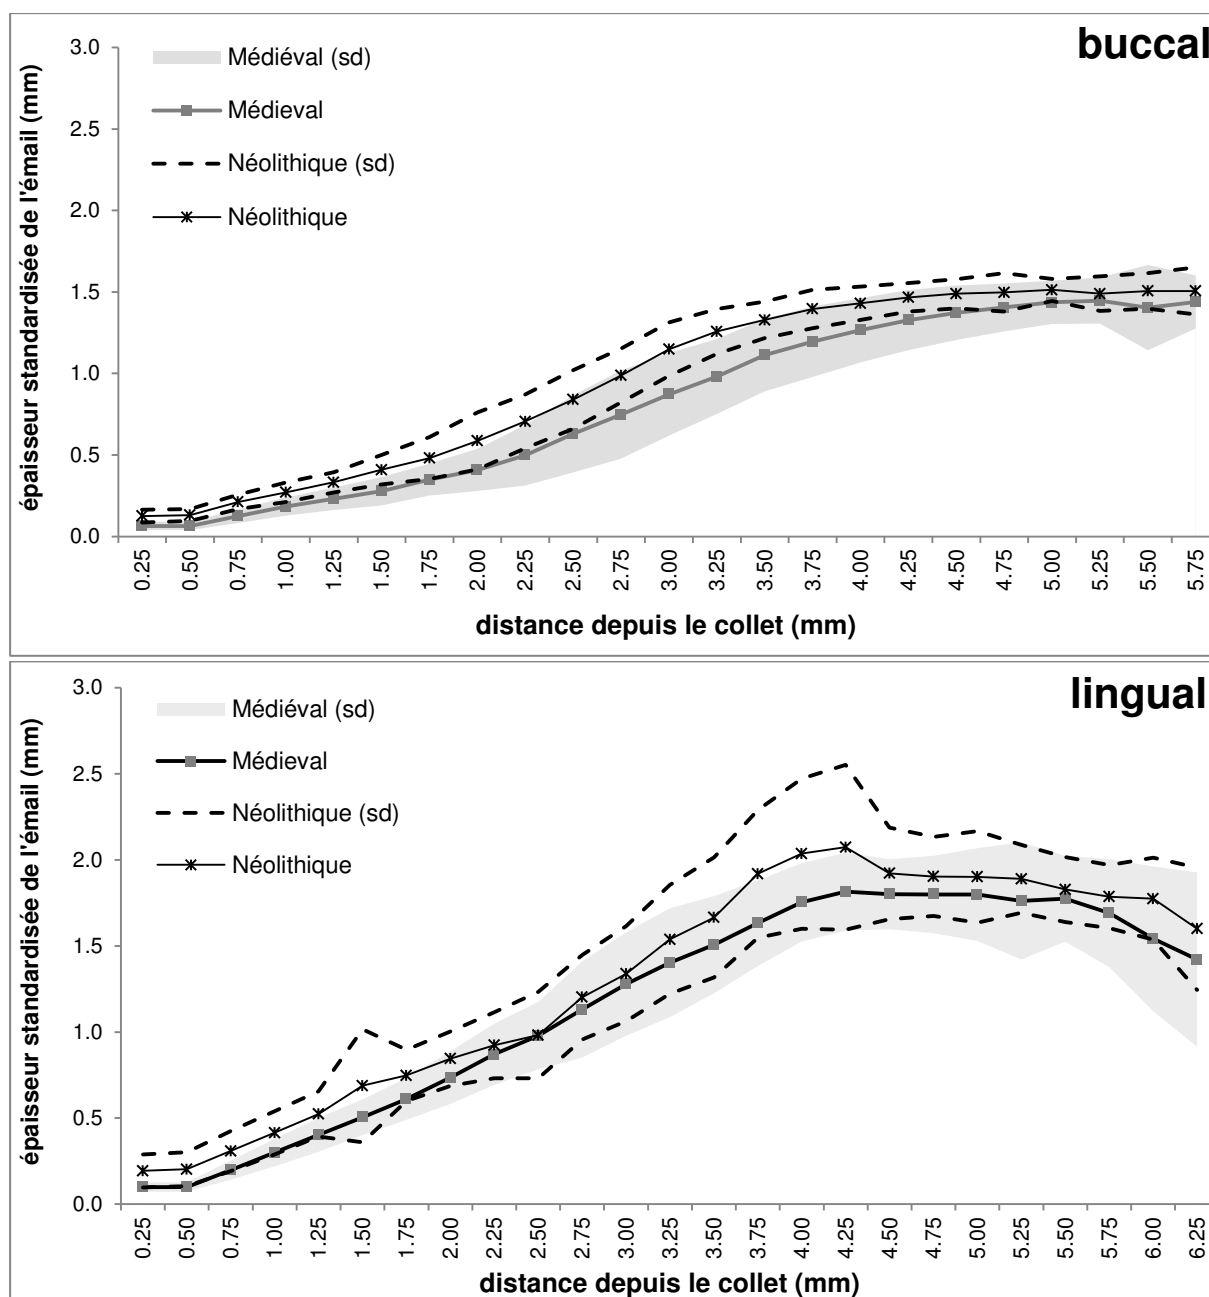 buccal
Médiéval (sd)
Médieval
Néolithique (sd)
Néolithique
épaisseur standardisée de l'émail (mm)
3.0
2.5
2.0
1.5
1.0
0.5
0.0
0.25 0.50 0.75 1.00 1.25 1.50 1.75 2.00 2.25 2.50 2.75 3.00 3.25 3.50 3.75 4.00 4.25 4.50 4.75 5.00 5.25 5.50 5.75
distance depuis le collet (mm)
lingual
Médiéval (sd)
Médieval
Néolithique (sd)
Néolithique
épaisseur standardisée de l'émail (mm)
3.0
2.5
2.0
1.5
1.0
0.5
0.0
0.25 0.50 0.75 1.00 1.25 1.50 1.75 2.00 2.25 2.50 2.75 3.00 3.25 3.50 3.75 4.00 4.25 4.50 4.75 5.00 5.25 5.50 5.75 6.00 6.25
distance depuis le collet (mm)